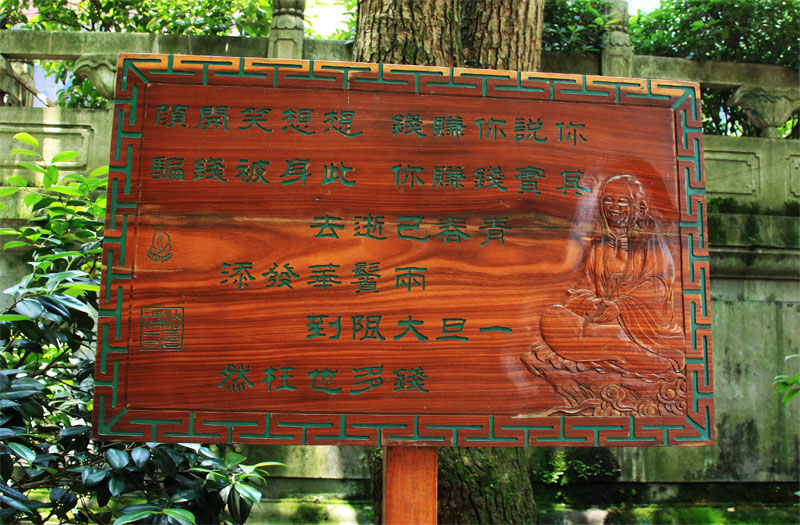 你說你賺錢 想想笑開顏
其實錢賺你 此身被錢騙
青春已逝去
兩鬢華發添
一旦大限到
錢多也枉然